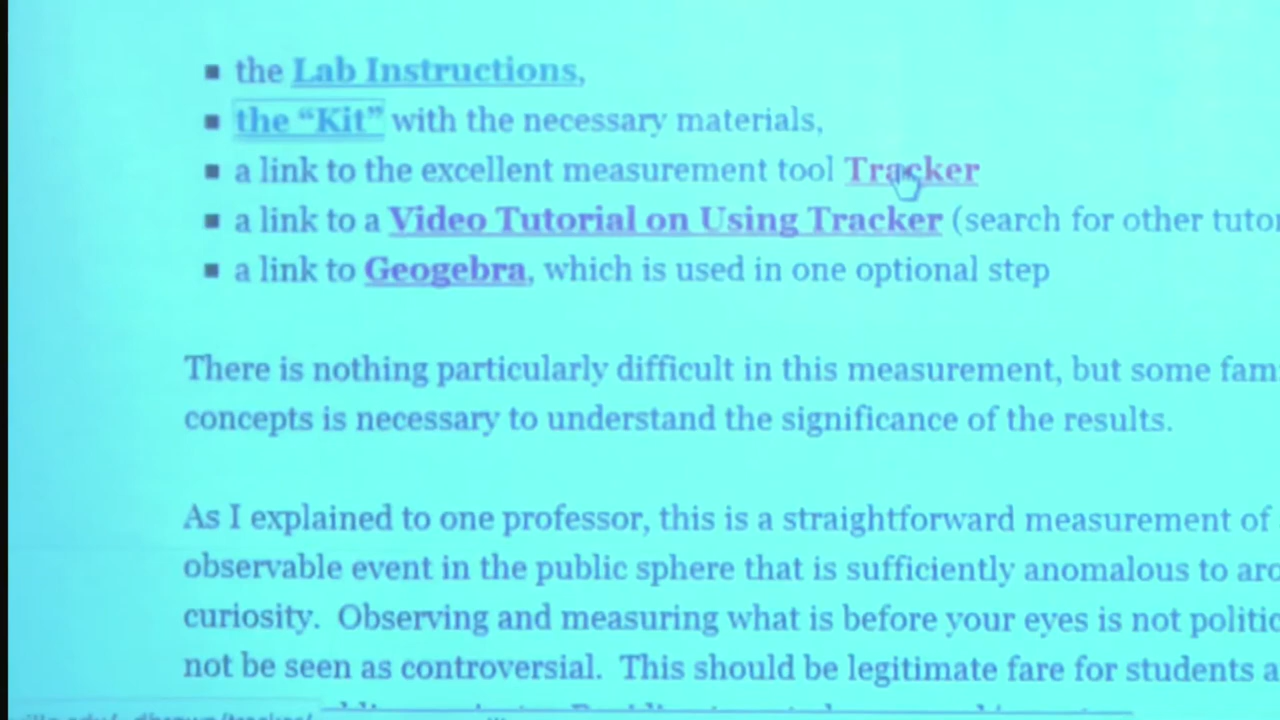 the Lab Instructions,
the “Kit” with the necessary materials,
a link to the excellent measurement tool Tracker
a link to a Video Tutorial on Using Tracker (search for other
a link to Geogebra, which is used in one optional step
There is nothing particularly difficult in this measurement, but some
concepts is necessary to understand the significance of the results.
As I explained to one professor, this is a straightforward measurement of
observable event in the public sphere that is sufficiently anomalous to
curiosity. Observing and measuring what is before your eyes is not
not be seen as controversial. This should be legitimate fare for students